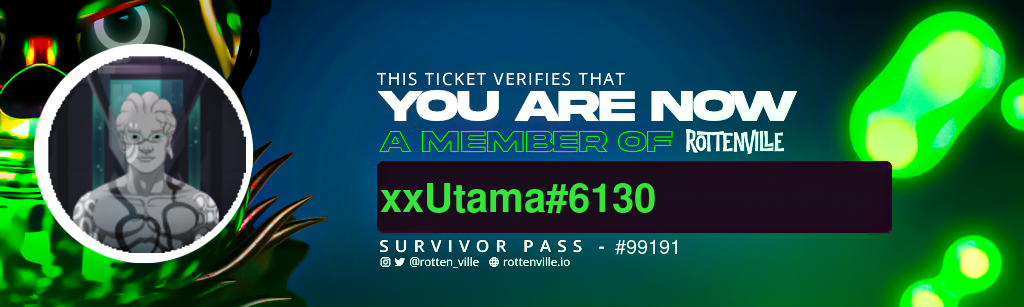 THIS TICKET VERIFIES THAT
YOU ARE NOW
A MEMBER OF ROTTENVILLE
xxUtama#6130
SURVIVOR PASS - #99191
@rotten_ville rottenville.io